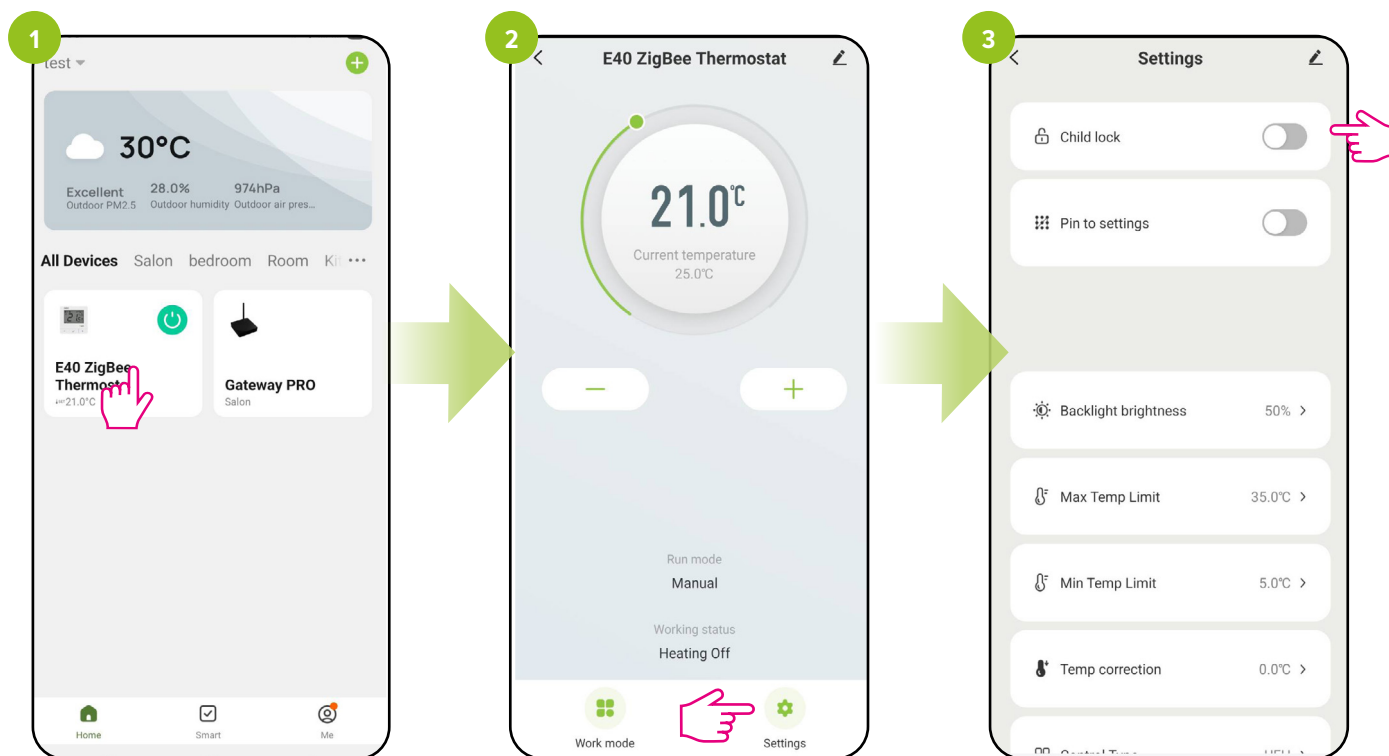 1
test
30°C
Excellent
Outdoor PM2.5
28.0%
Outdoor humidity
974hPa
Outdoor air pres...
All Devices Salon bedroom Room
E40 ZigBee
21.0°C
Gateway PRO
Salon
Home
Smart
Me
2
E40 ZigBee Thermostat
21.0°C
Current temperature
25.0°C
Run mode
Manual
Working status
Heating Off
Work mode
Settings
3
Settings
Child lock
Pin to settings
Backlight brightness 50%
Max Temp Limit 35.0°C
Min Temp Limit 5.0°C
Temp correction 0.0°C